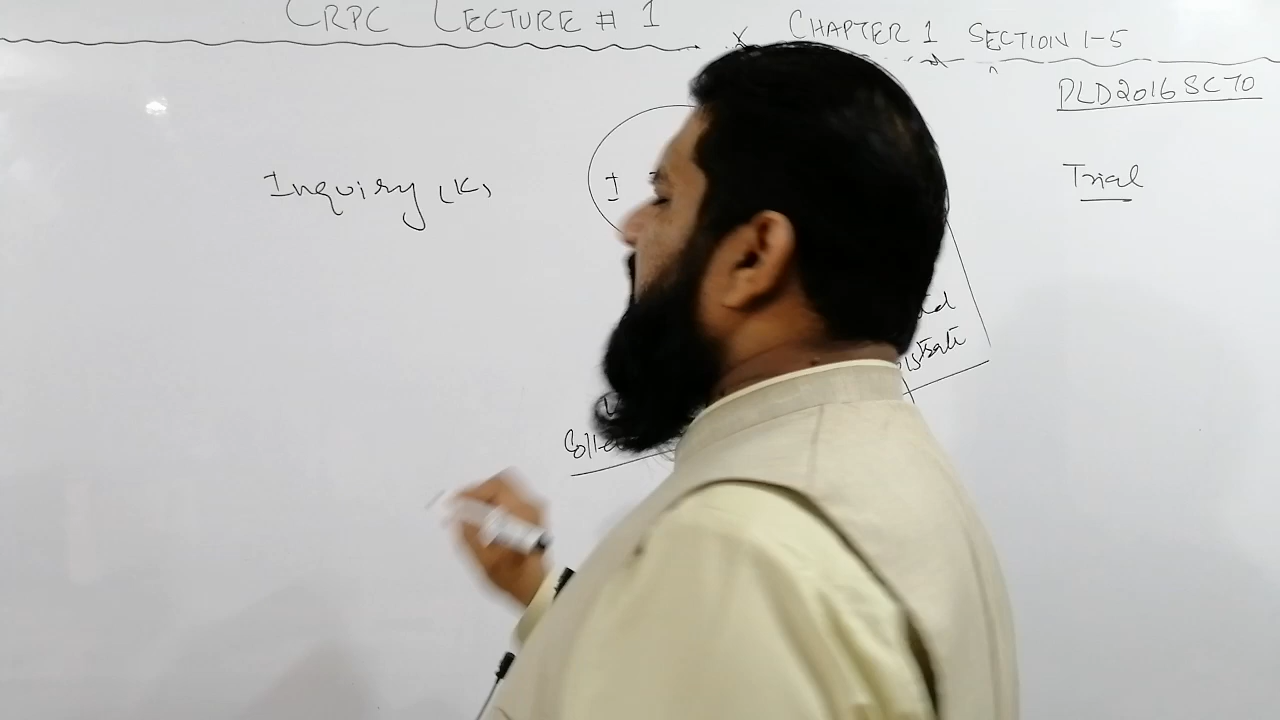 CRPC LECTURE # 1
CHAPTER 1 SECTION 1-5
PLD 2016 SC 70
Inquiry (K)
I
Trial